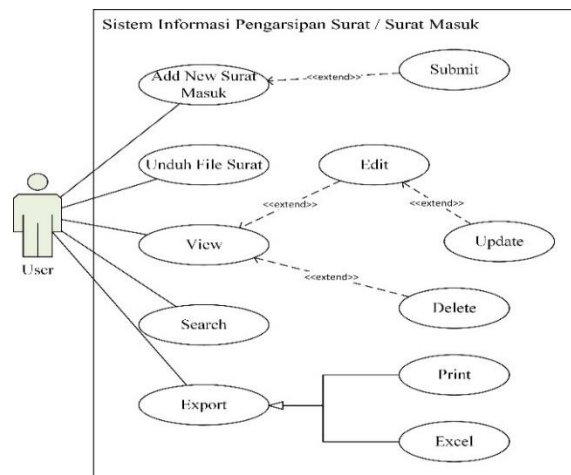 Sistem Informasi Pengarsipan Surat / Surat Masuk
Add New Surat
Masuk
<<extend>>
Submit
Unduh File Surat
Edit
<<extend>>
<<extend>>
View
Update
User
<<extend>>
Delete
Search
Print
Export
Excel